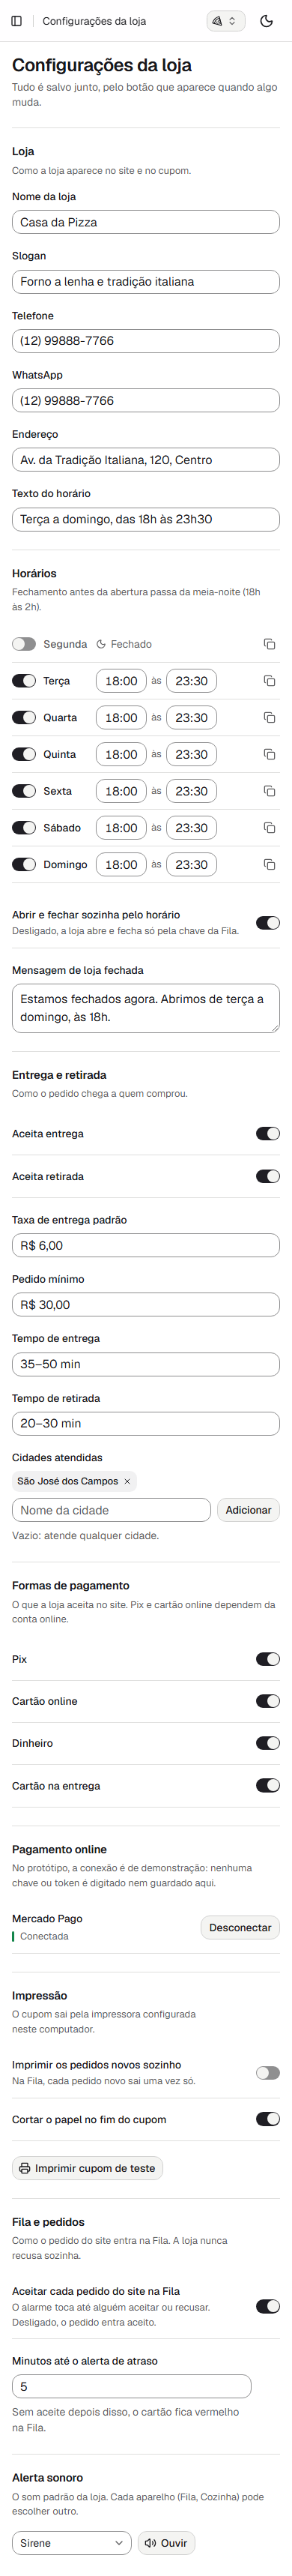 Configurações da loja
Configurações da loja
Tudo é salvo junto, pelo botão que aparece quando algo
muda.
Loja
Como a loja aparece no site e no cupom.
Nome da loja
Casa da Pizza
Slogan
Forno a lenha e tradição italiana
Telefone
(12) 99888-7766
WhatsApp
(12) 99888-7766
Endereço
Av. da Tradição Italiana, 120, Centro
Texto do horário
Terça a domingo, das 18h às 23h30
Horários
Fechamento antes da abertura passa da meia-noite (18h
às 2h).
Segunda Fechado
Terça 18:00 às 23:30
Quarta 18:00 às 23:30
Quinta 18:00 às 23:30
Sexta 18:00 às 23:30
Sábado 18:00 às 23:30
Domingo 18:00 às 23:30
Abrir e fechar sozinha pelo horário
Desligado, a loja abre e fecha só pela chave da Fila.
Mensagem de loja fechada
Estamos fechados agora. Abrimos de terça a
domingo, às 18h.
Entrega e retirada
Como o pedido chega a quem comprou.
Aceita entrega
Aceita retirada
Taxa de entrega padrão
R$ 6,00
Pedido mínimo
R$ 30,00
Tempo de entrega
35–50 min
Tempo de retirada
20–30 min
Cidades atendidas
São José dos Campos ×
Nome da cidade Adicionar
Vazio: atende qualquer cidade.
Formas de pagamento
O que a loja aceita no site. Pix e cartão online dependem da
conta online.
Pix
Cartão online
Dinheiro
Cartão na entrega
Pagamento online
No protótipo, a conexão é de demonstração: nenhuma
chave ou token é digitado nem guardado aqui.
Mercado Pago
Conectada
Desconectar
Impressão
O cupom sai pela impressora configurada
neste computador.
Imprimir os pedidos novos sozinho
Na Fila, cada pedido novo sai uma vez só.
Cortar o papel no fim do cupom
Imprimir cupom de teste
Fila e pedidos
Como o pedido do site entra na Fila. A loja nunca
recusa sozinha.
Aceitar cada pedido do site na Fila
O alarme toca até alguém aceitar ou recusar.
Desligado, o pedido entra aceito.
Minutos até o alerta de atraso
5
Sem aceite depois disso, o cartão fica vermelho
na Fila.
Alerta sonoro
O som padrão da loja. Cada aparelho (Fila, Cozinha) pode
escolher outro.
Sirene Ouvir